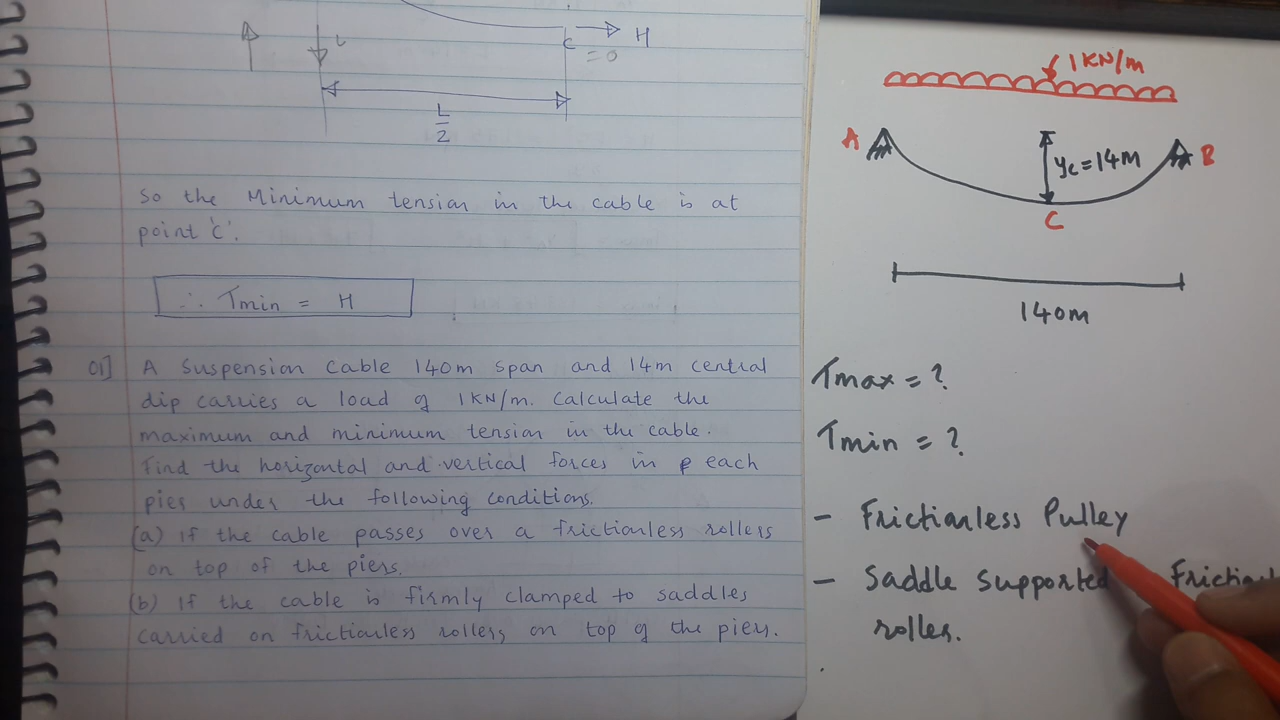 C
H
= 0
L
2
So the Minimum tension in the cable is at
point 'c'.
∴ Tmin = H
01] A Suspension Cable 140m span and 14m central
dip carries a load of 1KN/m. Calculate the
maximum and minimum tension in the cable.
Find the horizontal and vertical forces in each
pies under the following conditions.
(a) If the cable passes over a frictionless rollers
on top of the piers.
(b) If the cable is firmly clamped to saddles
carried on frictionless rollers on top of the piers.
1KN/m
A
yc=14M
B
C
140m
Tmax = ?
Tmin = ?
- Frictionless Pulley
- Saddle Supported Friction
roller.